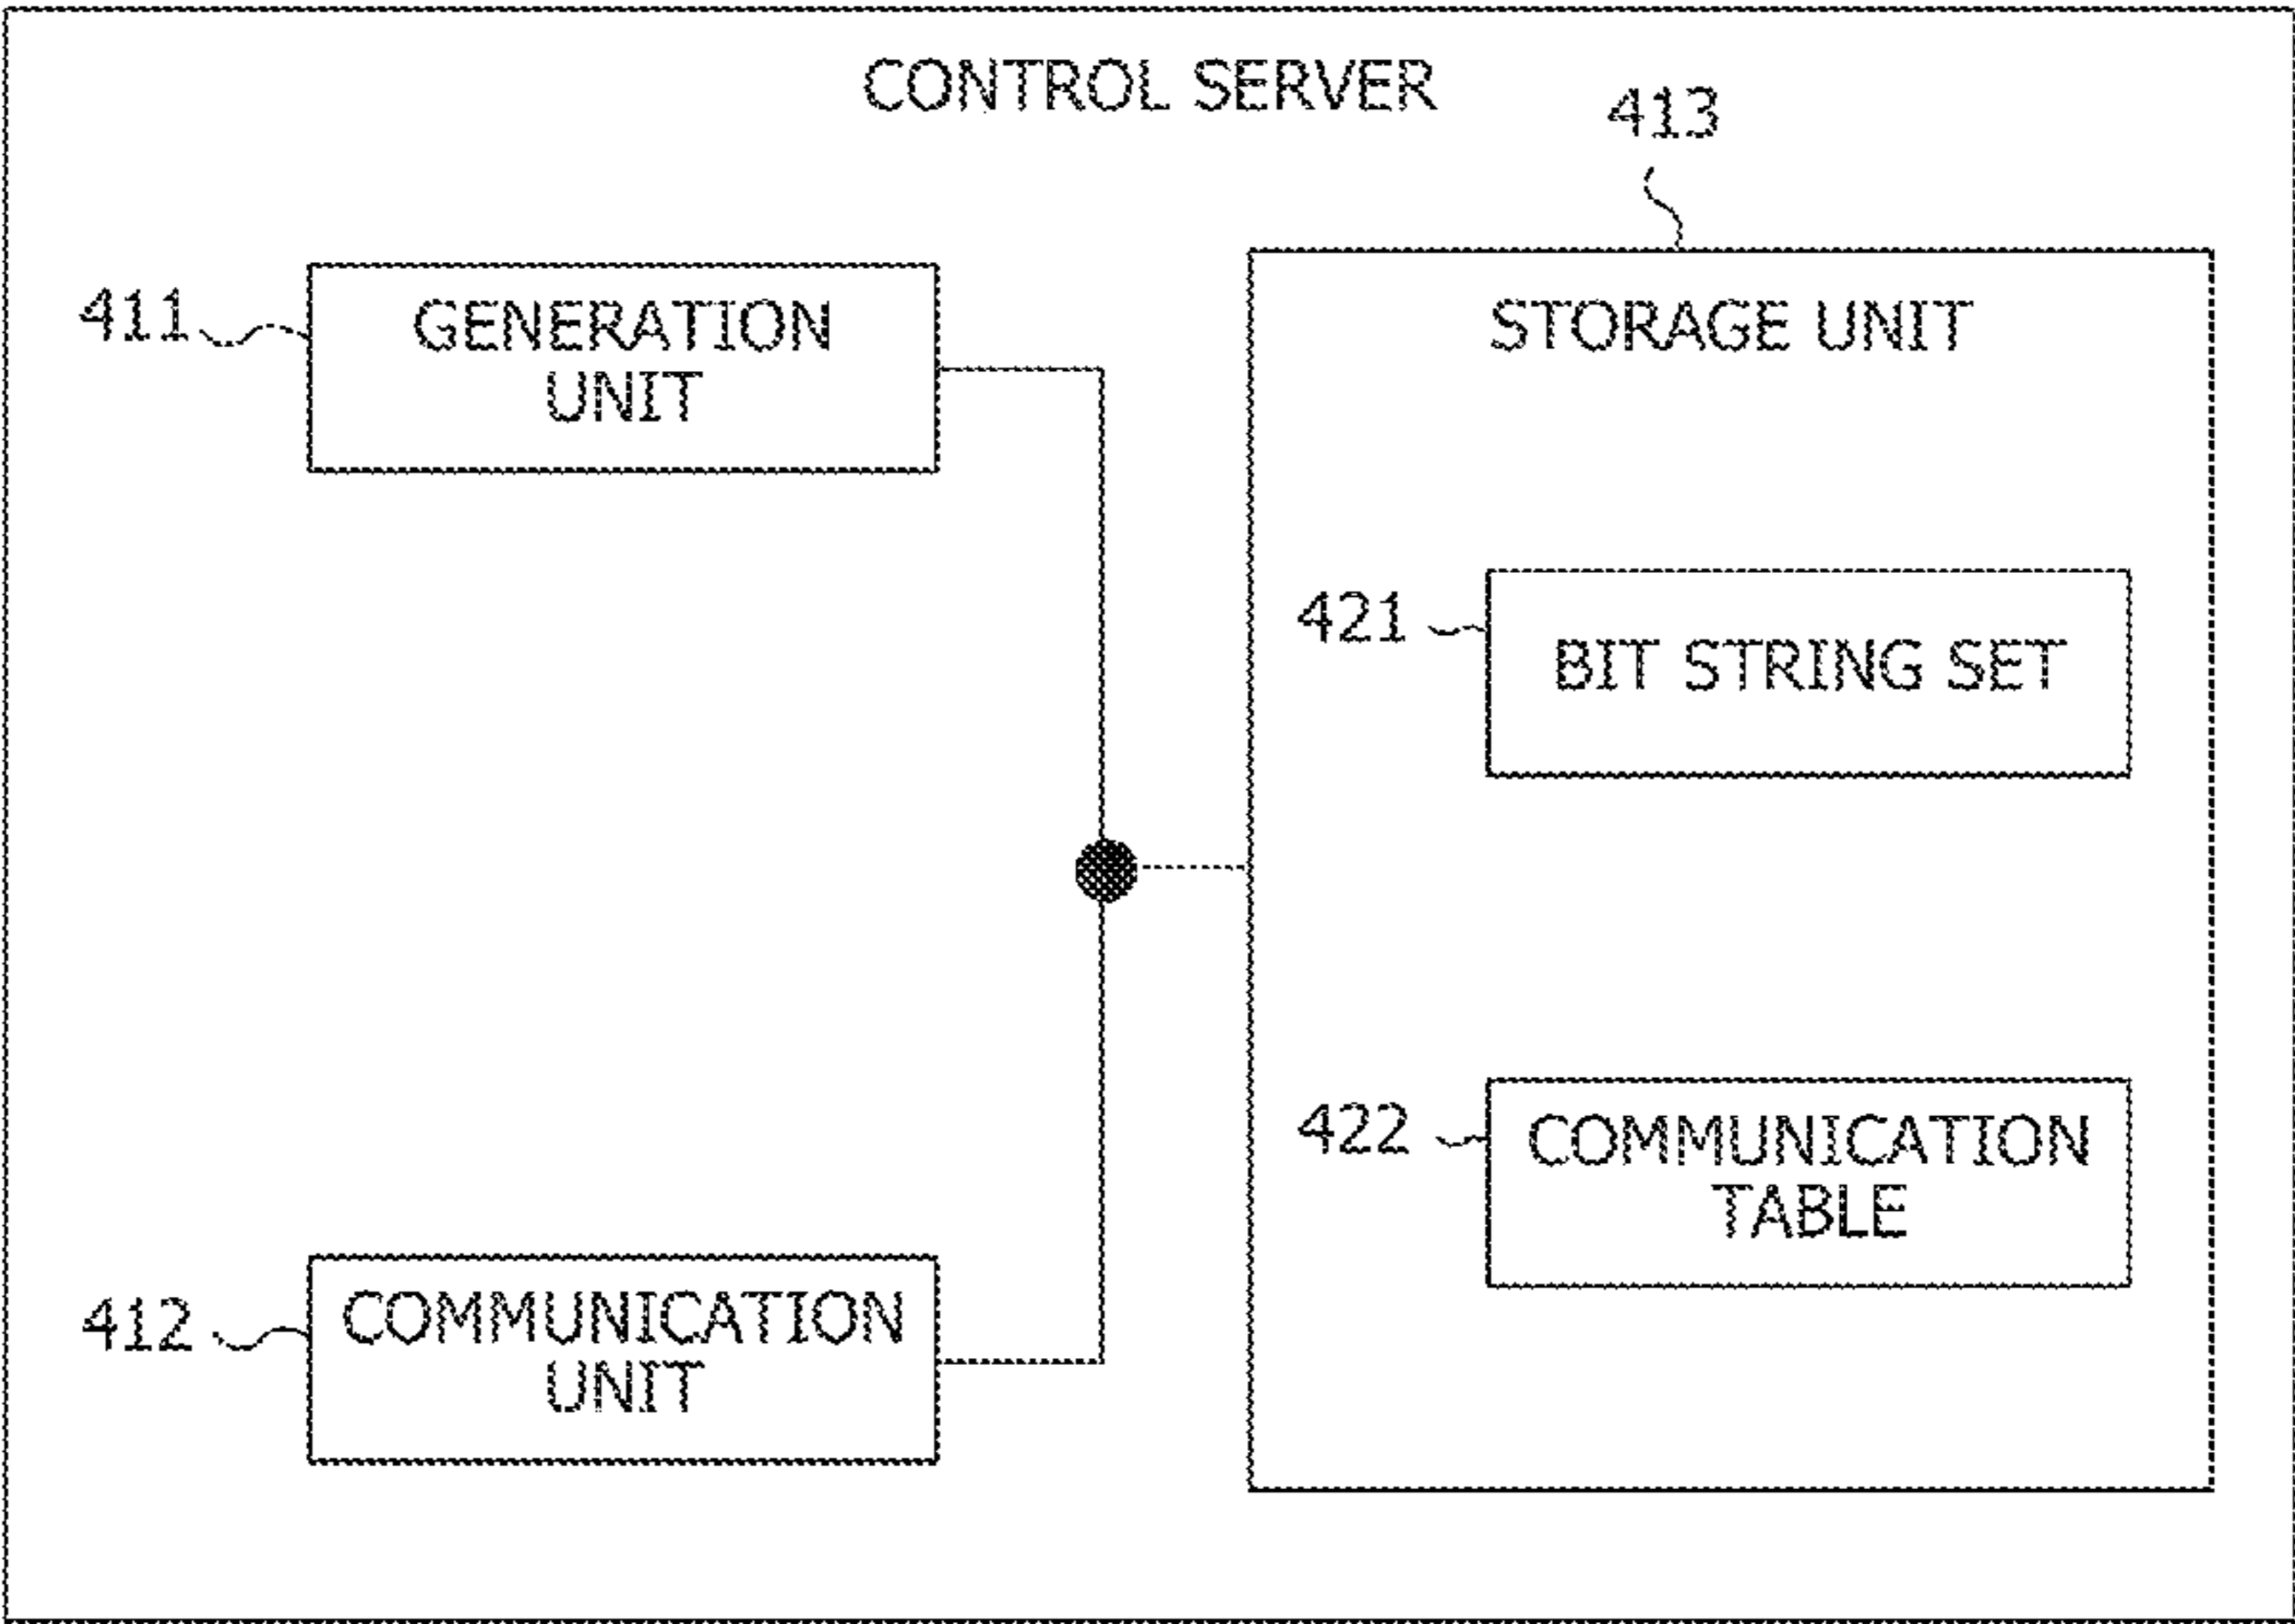 CONTROL SERVER
413
411
GENERATION
UNIT
STORAGE UNIT
421
BIT STRING SET
422
COMMUNICATION
TABLE
412
COMMUNICATION
UNIT